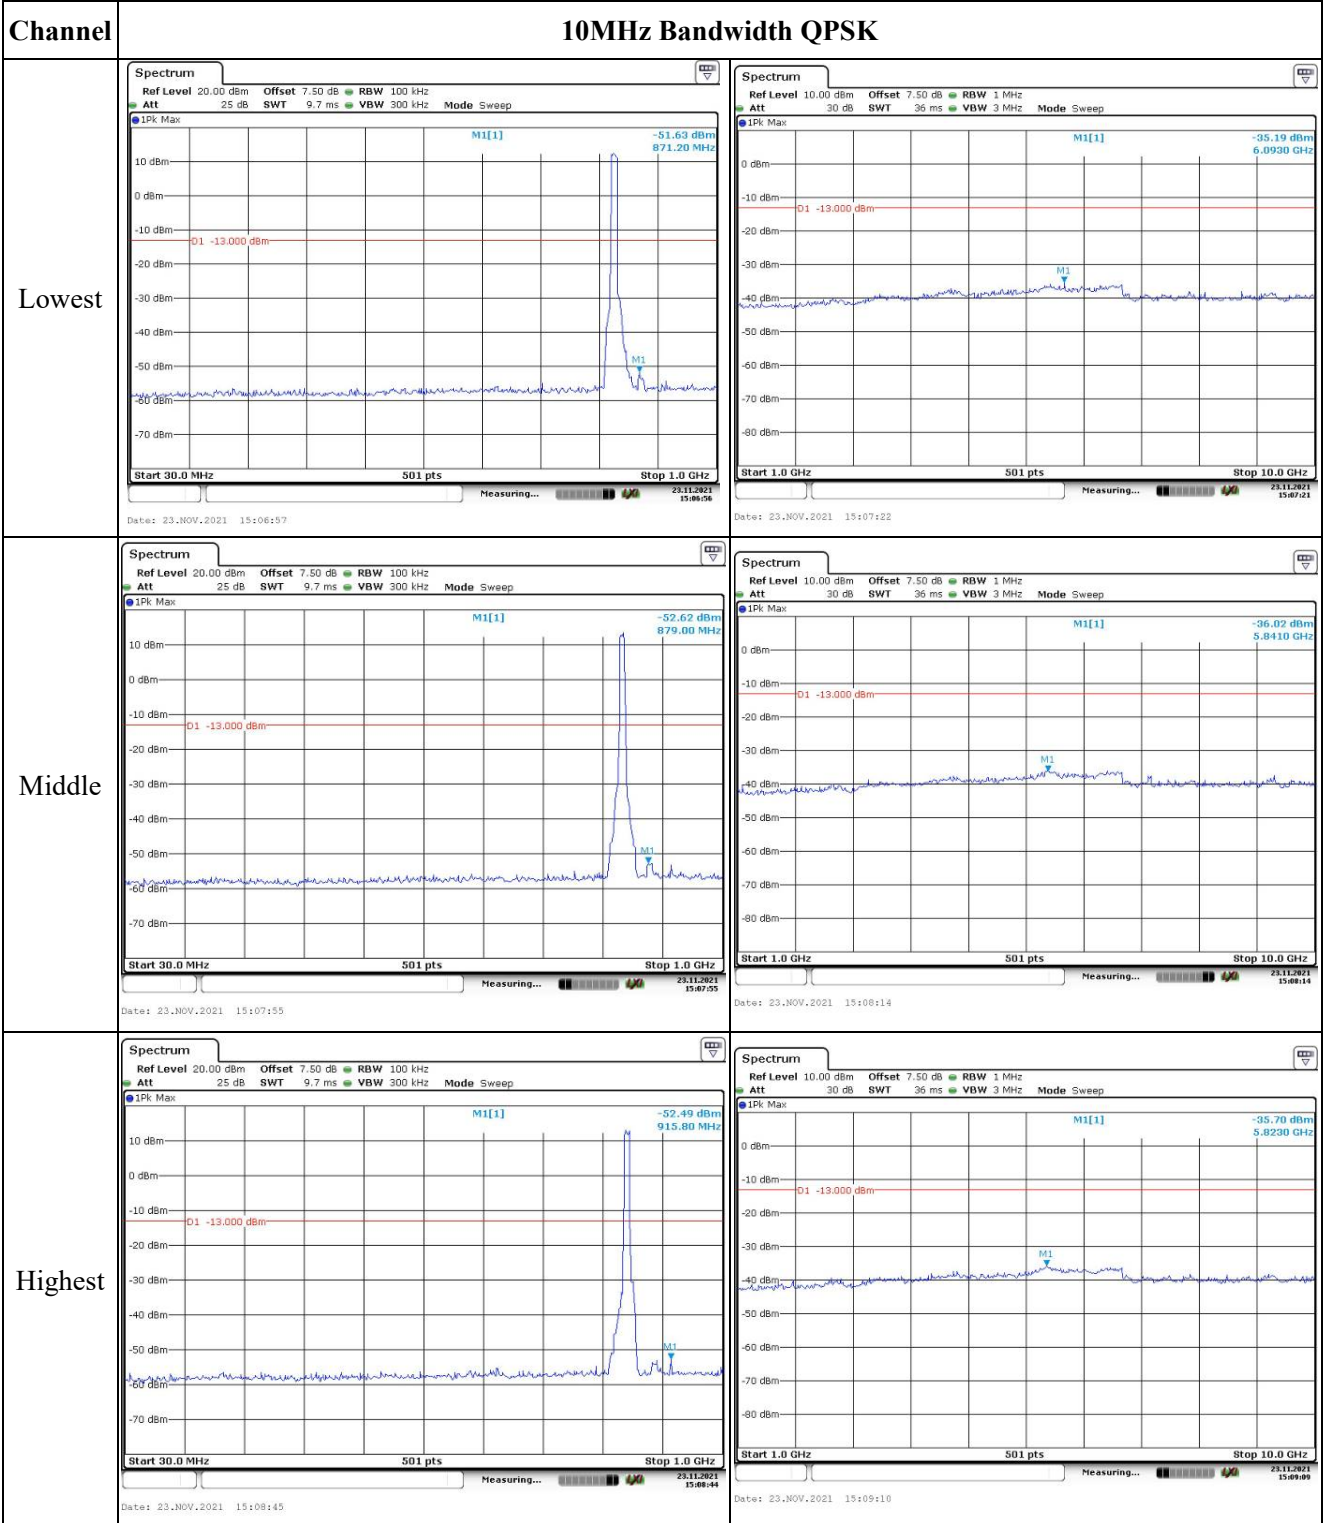 Channel 10MHz Bandwidth QPSK
Lowest
Spectrum
Ref Level 20.00 dBm Offset 7.50 dB RBW 100 kHz
Att 25 dB SWT 9.7 ms VBW 300 kHz Mode Sweep
1Pk Max
M1[1] -51.63 dBm
871.20 MHz
10 dBm
0 dBm
-10 dBm
D1 -13.000 dBm
-20 dBm
-30 dBm
-40 dBm
-50 dBm
M1
-60 dBm
-70 dBm
Start 30.0 MHz 501 pts Stop 1.0 GHz
Measuring... 23.11.2021
15:06:56
Date: 23.NOV.2021 15:06:57
Spectrum
Ref Level 10.00 dBm Offset 7.50 dB RBW 1 MHz
Att 30 dB SWT 36 ms VBW 3 MHz Mode Sweep
1Pk Max
M1[1] -35.19 dBm
6.0930 GHz
0 dBm
-10 dBm
D1 -13.000 dBm
-20 dBm
-30 dBm
M1
-40 dBm
-50 dBm
-60 dBm
-70 dBm
-80 dBm
Start 1.0 GHz 501 pts Stop 10.0 GHz
Measuring... 23.11.2021
15:07:21
Date: 23.NOV.2021 15:07:22
Middle
Spectrum
Ref Level 20.00 dBm Offset 7.50 dB RBW 100 kHz
Att 25 dB SWT 9.7 ms VBW 300 kHz Mode Sweep
1Pk Max
M1[1] -52.62 dBm
879.00 MHz
10 dBm
0 dBm
-10 dBm
D1 -13.000 dBm
-20 dBm
-30 dBm
-40 dBm
-50 dBm
M1
-60 dBm
-70 dBm
Start 30.0 MHz 501 pts Stop 1.0 GHz
Measuring... 23.11.2021
15:07:55
Date: 23.NOV.2021 15:07:55
Spectrum
Ref Level 10.00 dBm Offset 7.50 dB RBW 1 MHz
Att 30 dB SWT 36 ms VBW 3 MHz Mode Sweep
1Pk Max
M1[1] -36.02 dBm
5.8410 GHz
0 dBm
-10 dBm
D1 -13.000 dBm
-20 dBm
-30 dBm
M1
-40 dBm
-50 dBm
-60 dBm
-70 dBm
-80 dBm
Start 1.0 GHz 501 pts Stop 10.0 GHz
Measuring... 23.11.2021
15:08:14
Date: 23.NOV.2021 15:08:14
Highest
Spectrum
Ref Level 20.00 dBm Offset 7.50 dB RBW 100 kHz
Att 25 dB SWT 9.7 ms VBW 300 kHz Mode Sweep
1Pk Max
M1[1] -52.49 dBm
915.80 MHz
10 dBm
0 dBm
-10 dBm
D1 -13.000 dBm
-20 dBm
-30 dBm
-40 dBm
-50 dBm
M1
-60 dBm
-70 dBm
Start 30.0 MHz 501 pts Stop 1.0 GHz
Measuring... 23.11.2021
15:08:44
Date: 23.NOV.2021 15:08:45
Spectrum
Ref Level 10.00 dBm Offset 7.50 dB RBW 1 MHz
Att 30 dB SWT 36 ms VBW 3 MHz Mode Sweep
1Pk Max
M1[1] -35.70 dBm
5.8230 GHz
0 dBm
-10 dBm
D1 -13.000 dBm
-20 dBm
-30 dBm
M1
-40 dBm
-50 dBm
-60 dBm
-70 dBm
-80 dBm
Start 1.0 GHz 501 pts Stop 10.0 GHz
Measuring... 23.11.2021
15:09:09
Date: 23.NOV.2021 15:09:10